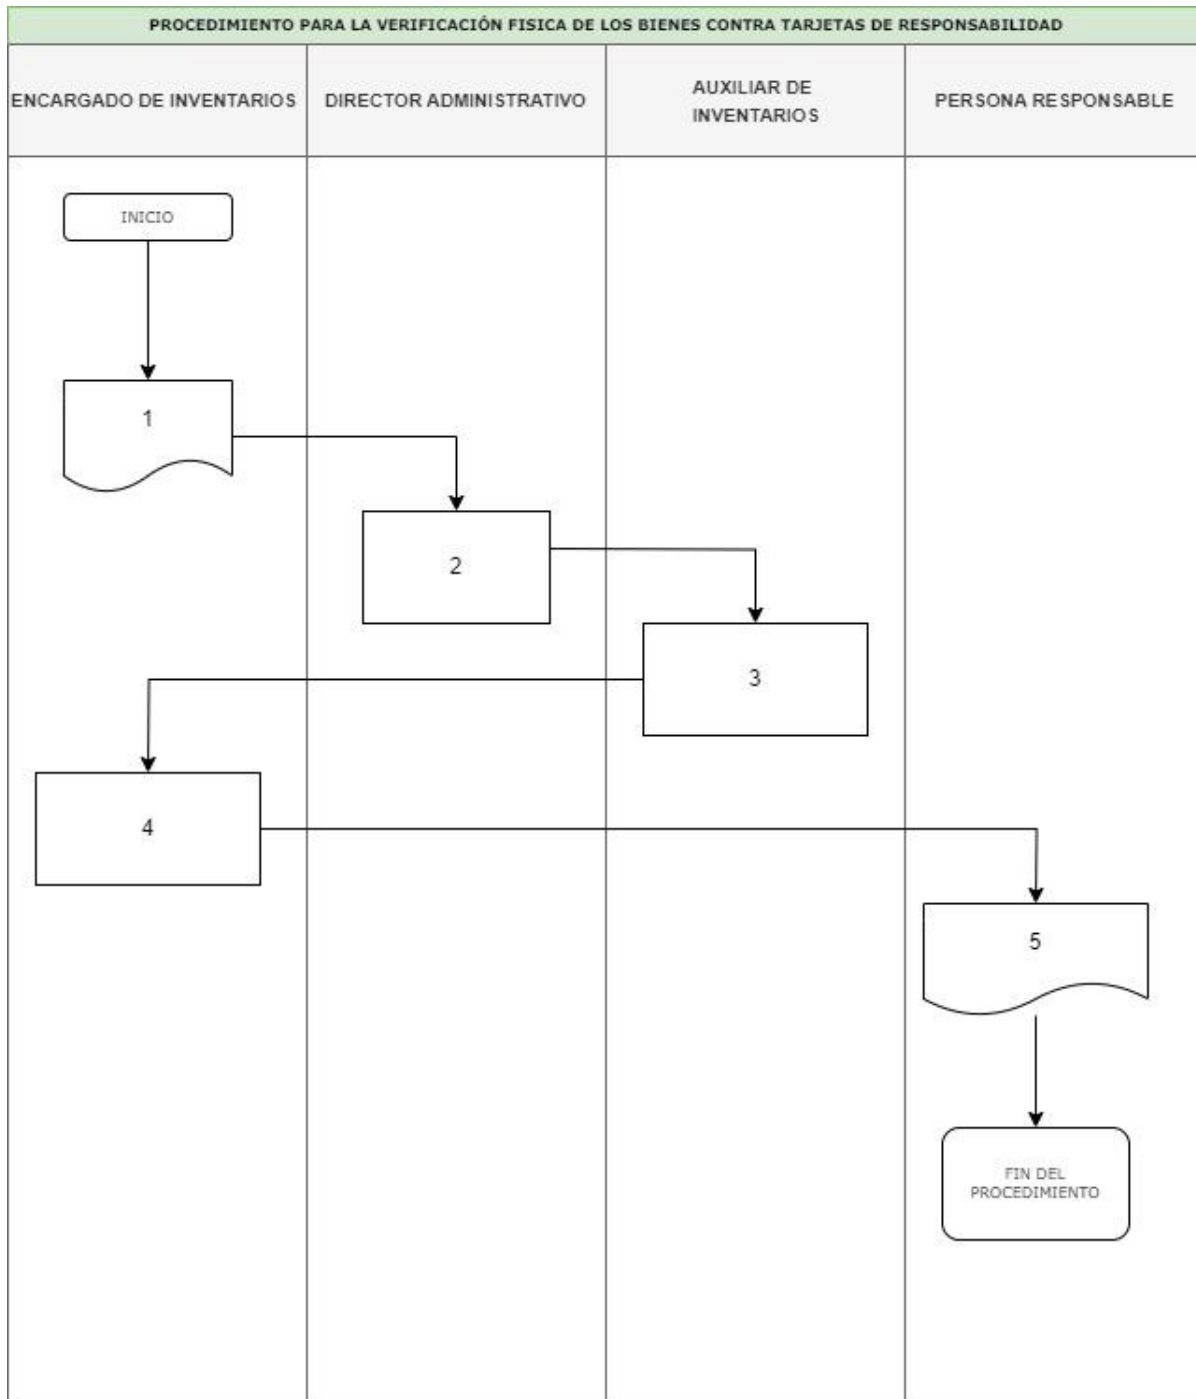 PROCEDIMIENTO PARA LA VERIFICACIÓN FISICA DE LOS BIENES CONTRA TARJETAS DE RESPONSABILIDAD
ENCARGADO DE INVENTARIOS
DIRECTOR ADMINISTRATIVO
AUXILIAR DE
INVENTARIOS
PERSONA RESPONSABLE
INICIO
1
2
3
4
5
FIN DEL
PROCEDIMIENTO